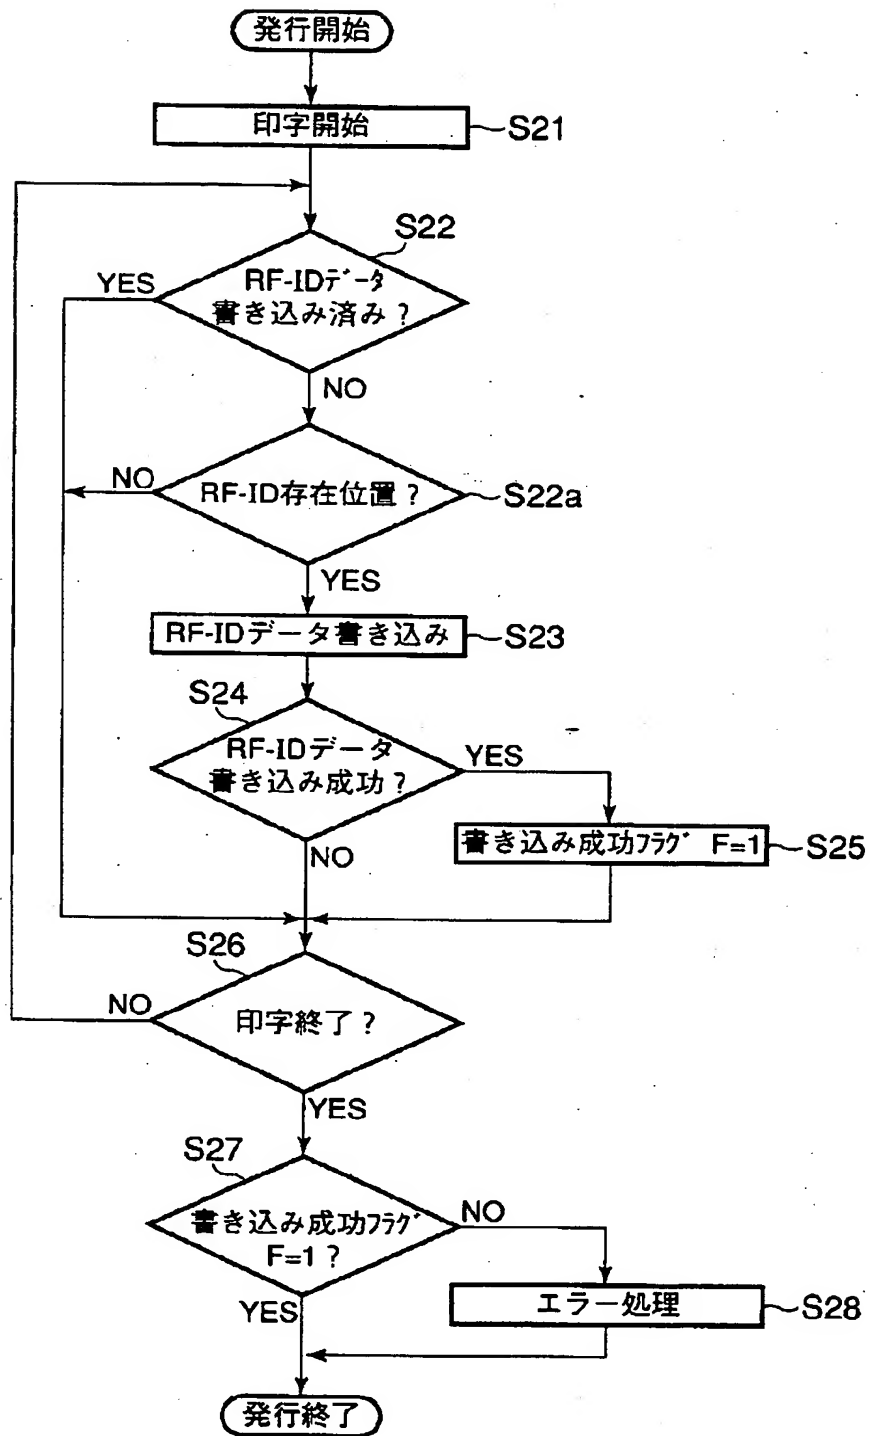 発行開始
印字開始
S21
S22
YES
RF-IDデータ
書き込み済み?
NO
NO
RF-ID存在位置?
S22a
YES
RF-IDデータ書き込み
S23
S24
RF-IDデータ
書き込み成功?
YES
NO
書き込み成功フラグ F=1
S25
S26
NO
印字終了?
YES
S27
書き込み成功フラグ
F=1?
NO
YES
エラー処理
S28
発行終了